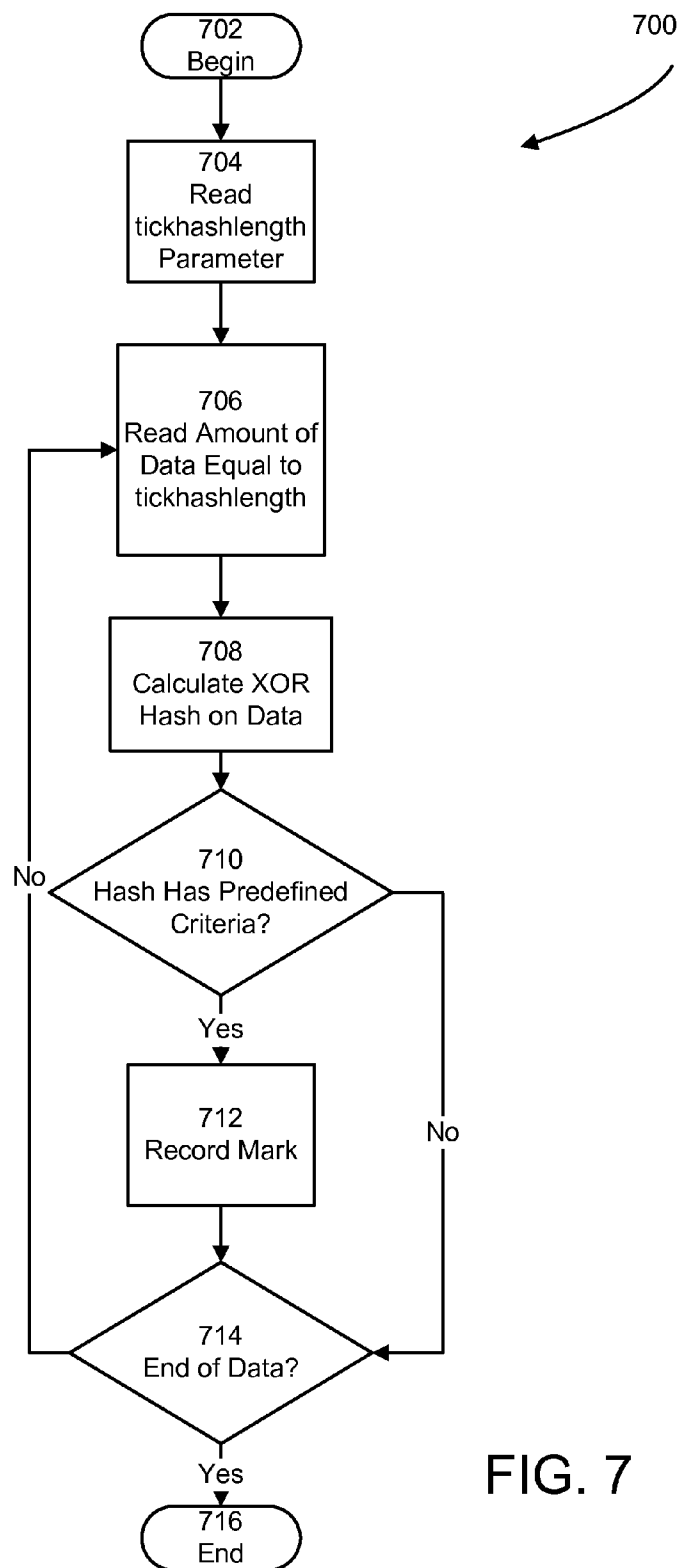 702
Begin
700
704
Read
tickhashlength
Parameter
706
Read Amount of
Data Equal to
tickhashlength
708
Calculate XOR
Hash on Data
710
Hash Has Predefined
Criteria?
No
Yes
712
Record Mark
No
714
End of Data?
Yes
716
End
FIG. 7